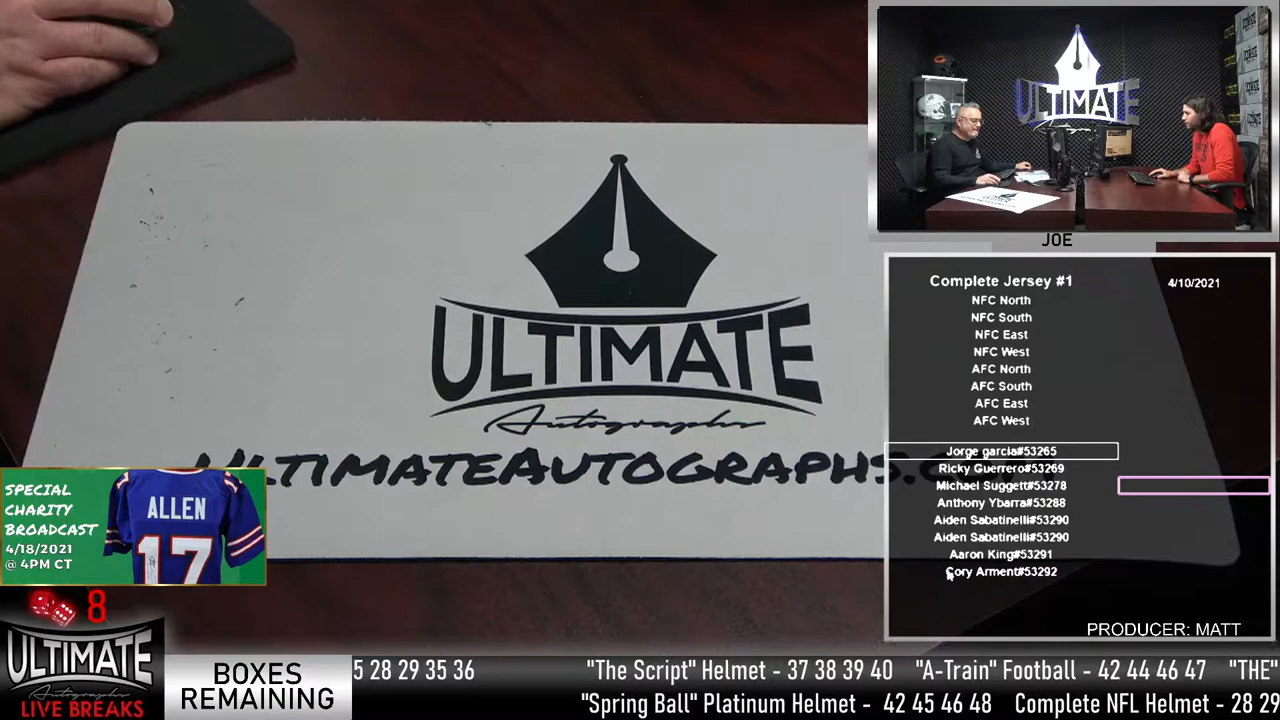 ULTIMATE
Autographs
ULTIMATEAUTOGRAPHS.
ULTIMATE
JOE
Complete Jersey #1
4/10/2021
NFC North
NFC South
NFC East
NFC West
AFC North
AFC South
AFC East
AFC West
Jorge garcia#53265
Ricky Guerrero#53269
Michael Suggett#53278
Anthony Ybarra#53288
Aiden Sabatinelli#53290
Aiden Sabatinelli#53290
Aaron King#53291
Cory Arment#53292
PRODUCER: MATT
SPECIAL
CHARITY
BROADCAST
4/18/2021
@ 4PM CT
ALLEN
17
8
ULTIMATE
Autographs
LIVE BREAKS
BOXES
REMAINING
5 28 29 35 36 "The Script" Helmet - 37 38 39 40 "A-Train" Football - 42 44 46 47 "THE"
"Spring Ball" Platinum Helmet - 42 45 46 48 Complete NFL Helmet - 28 29